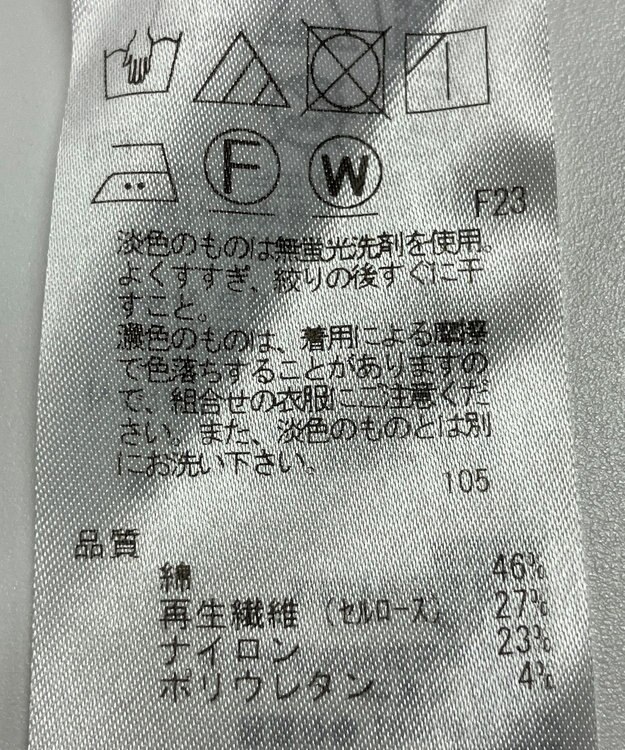 F
W
F23
淡色のものは無蛍光洗剤を使用。
よくすすぎ、絞りの後すぐに干
すこと。
濃色のものは、着用による摩擦
で色落ちすることがありますの
で、組合せの衣服にご注意くだ
さい。また、淡色のものとは別
にお洗い下さい。
105
品質
綿 46%
再生繊維(セルロース) 27%
ナイロン 23%
ポリウレタン 4%